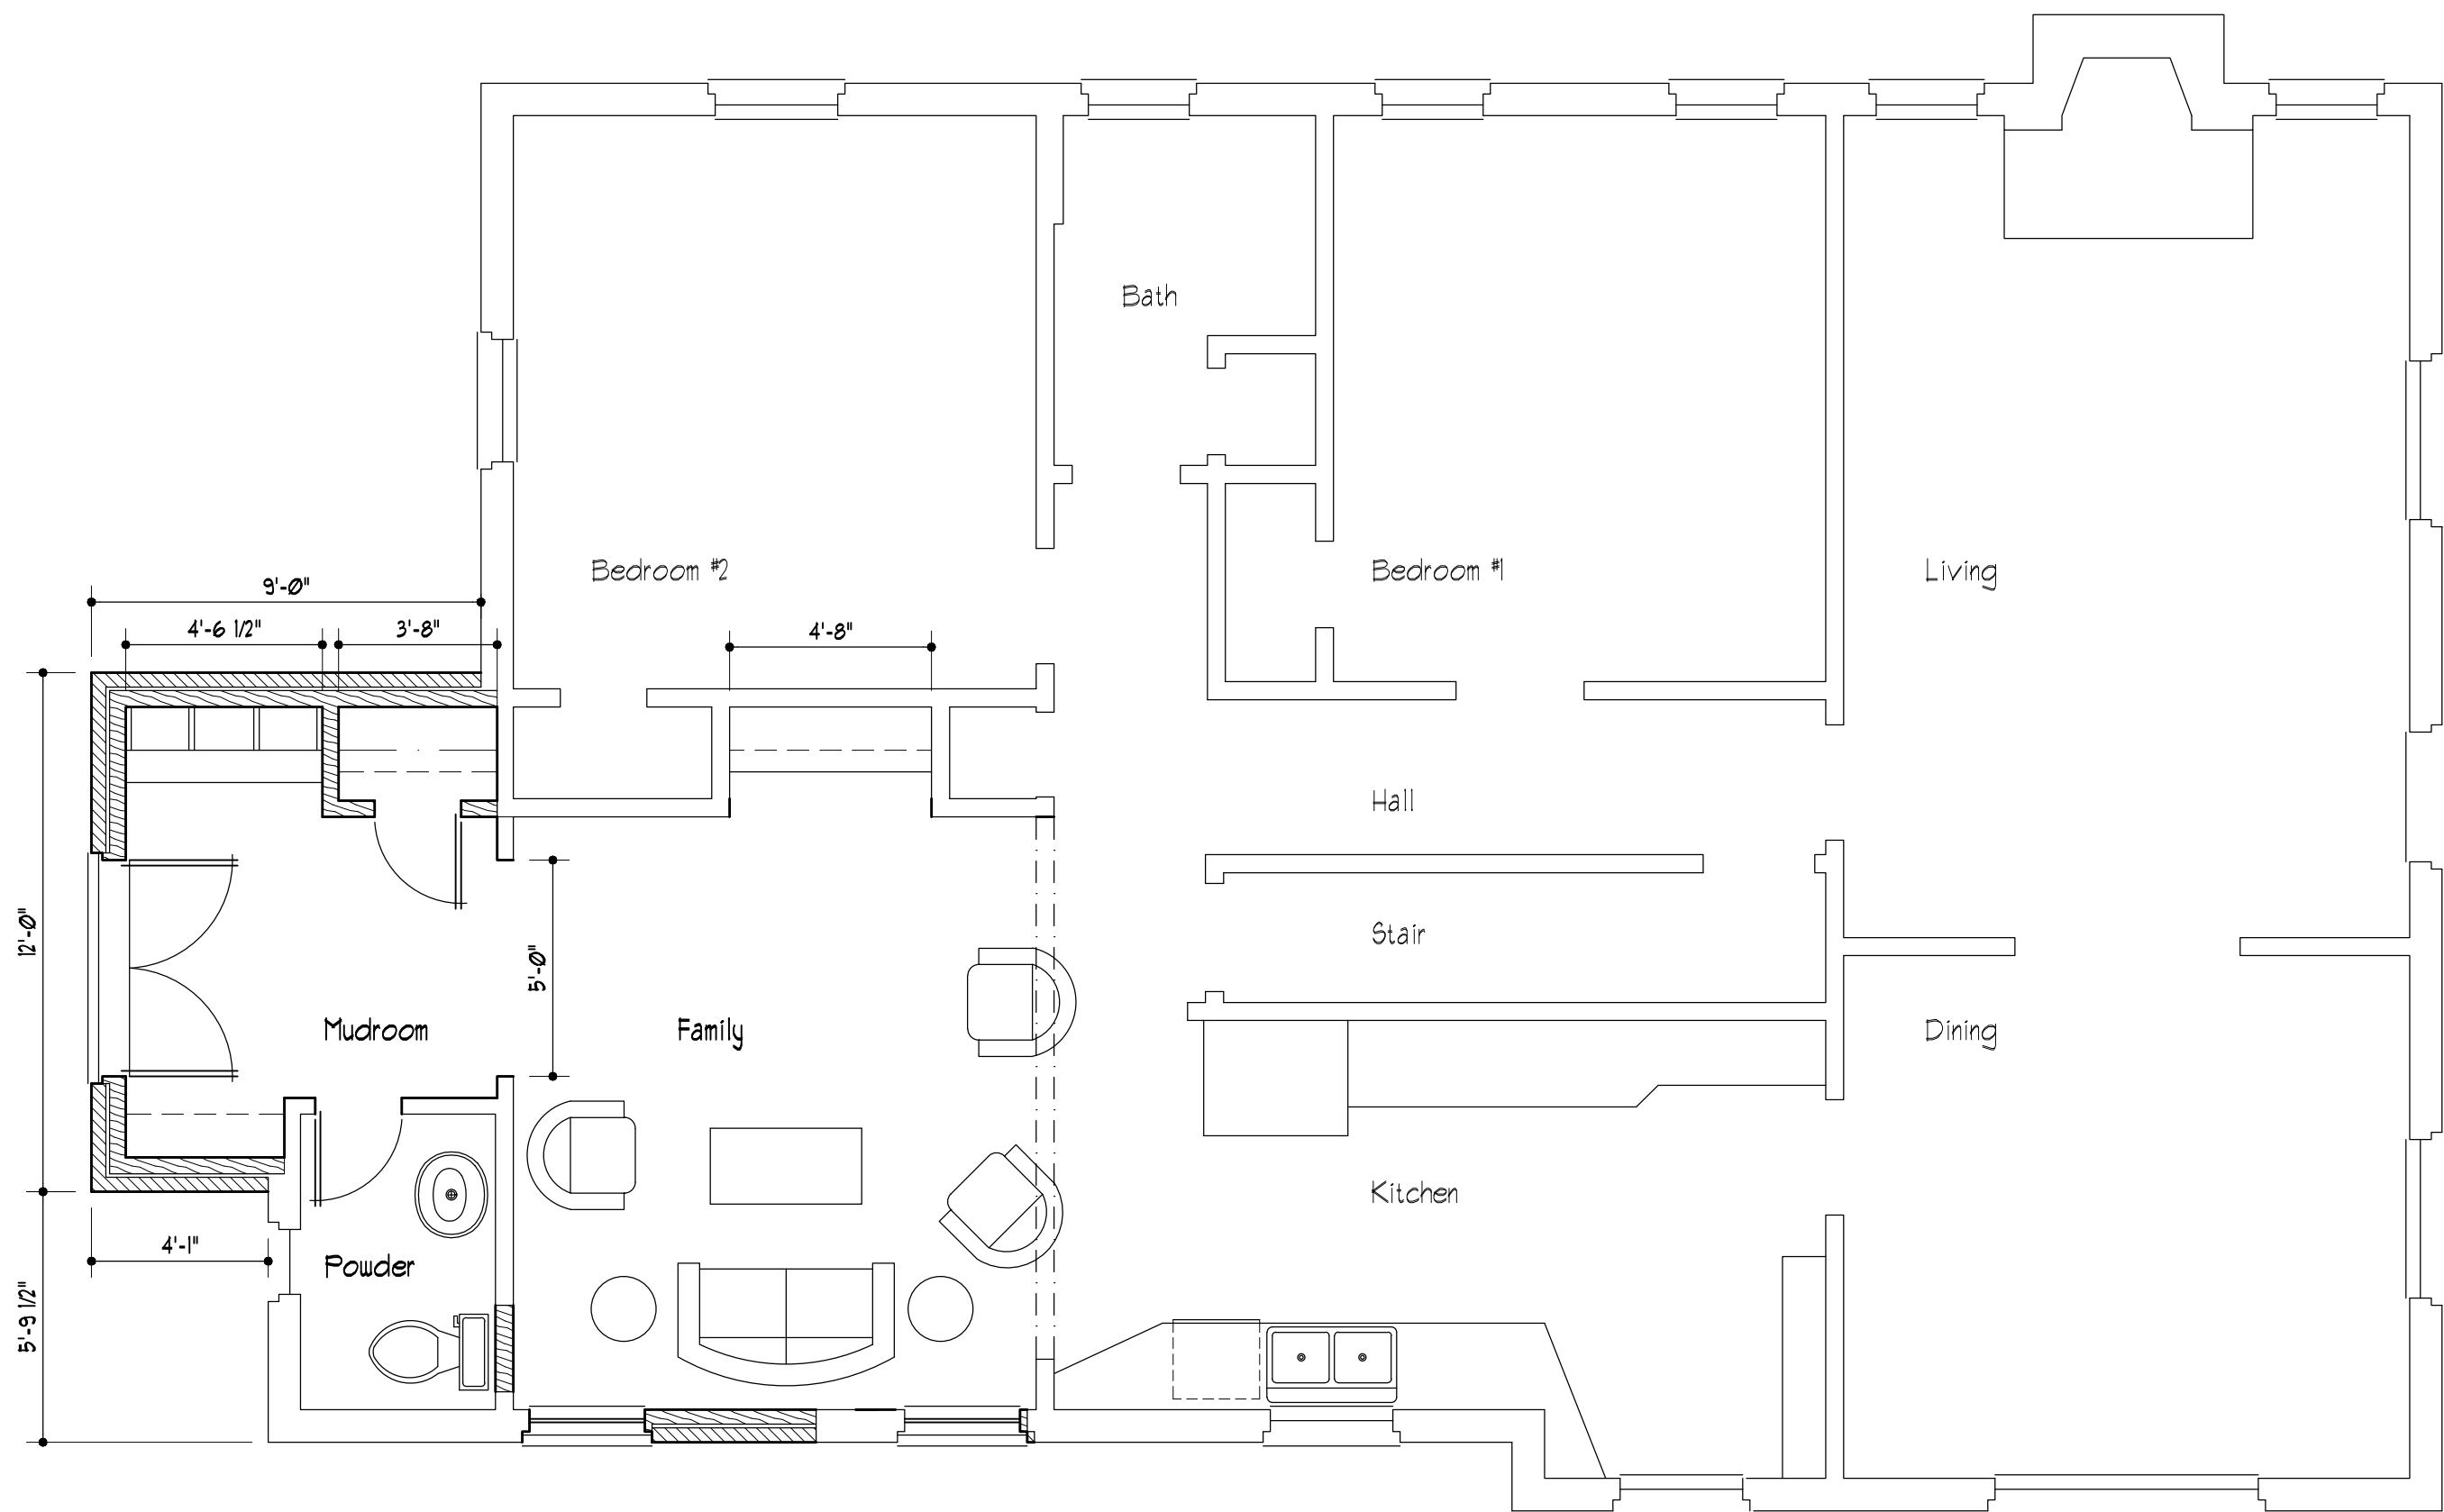 Bath
Bedroom #2
Bedroom #1
Living
9'-0"
4'-6 1/2"
3'-8"
4'-8"
Hall
12'-0"
5'-0"
Stair
Mudroom
Family
Dining
Kitchen
4'-1"
Powder
5'-9 1/2"